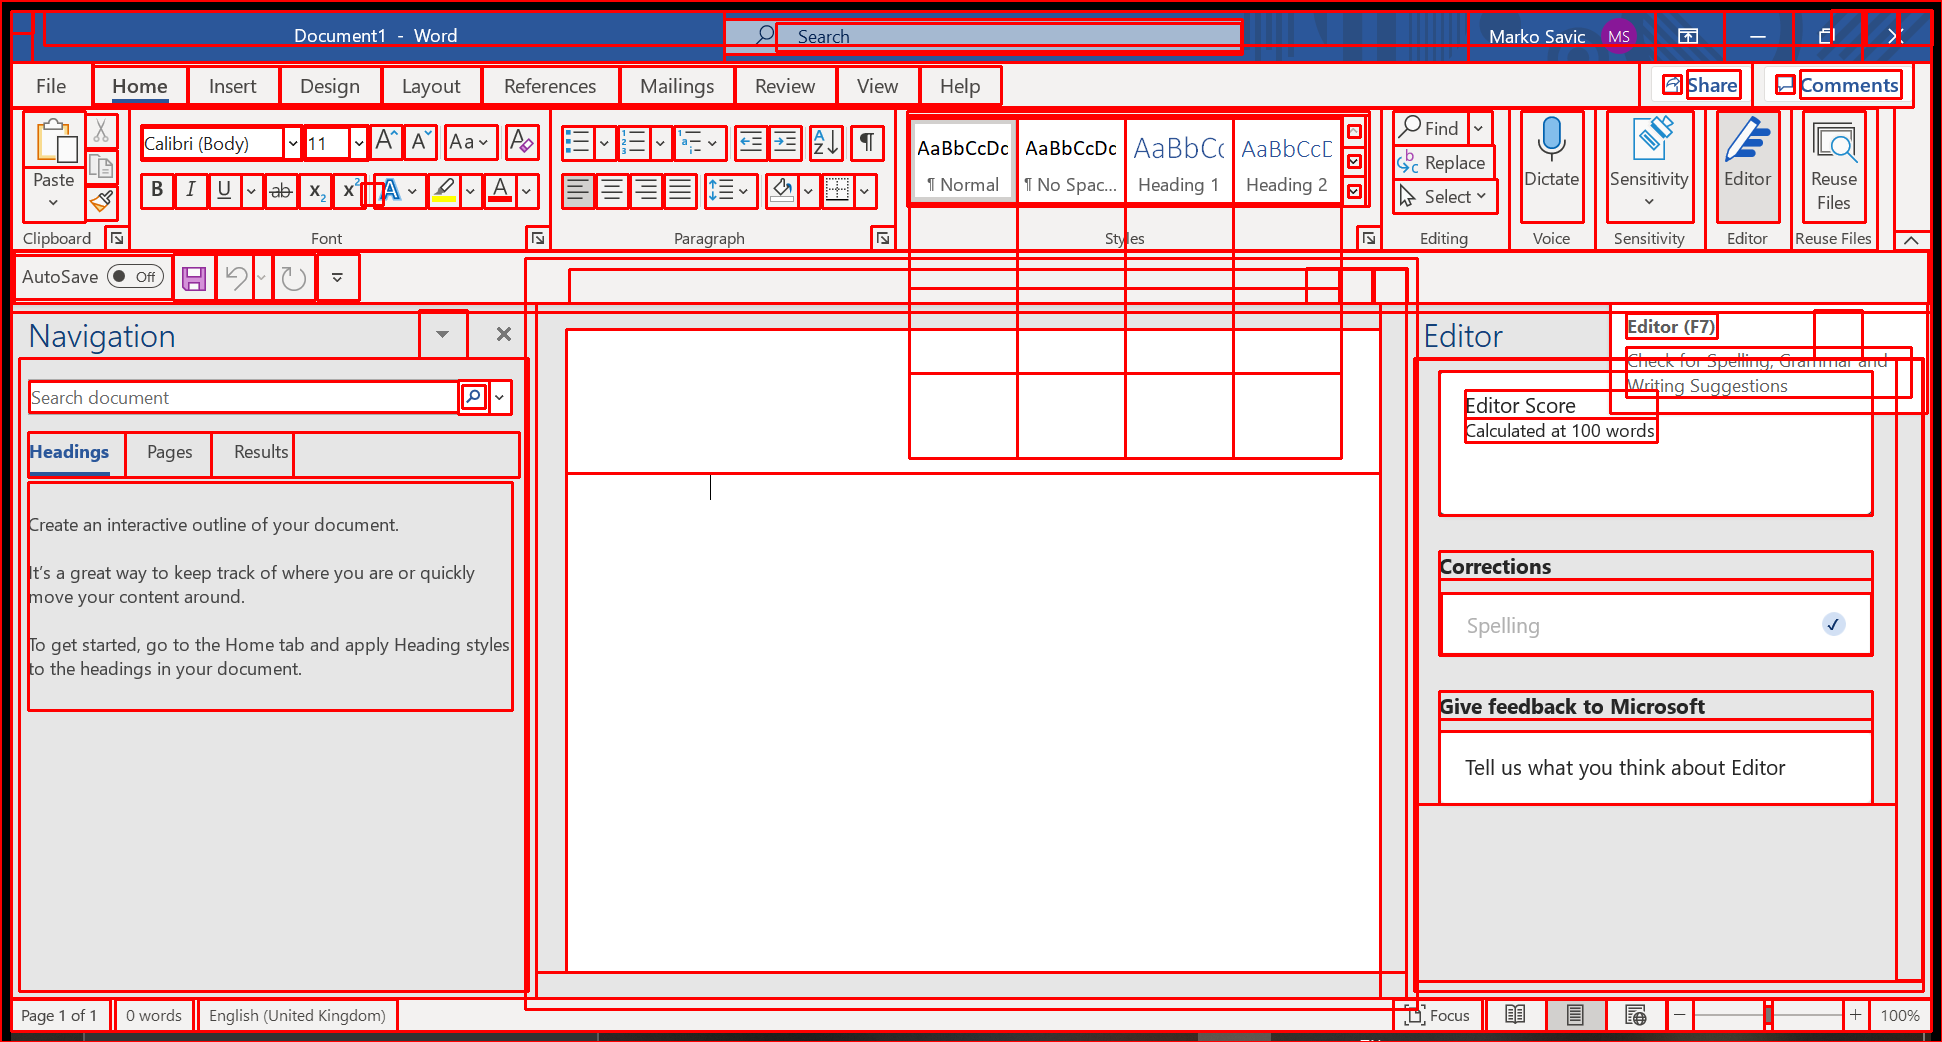 Document1 - Word
Search
Marko Savic
MS
File
Home
Insert
Design
Layout
References
Mailings
Review
View
Help
Share
Comments
Paste
Clipboard
Calibri (Body)
11
Aa
B
I
U
ab
x2
x2
A
A
Font
Paragraph
AaBbCcDc
¶ Normal
AaBbCcDc
¶ No Spac...
AaBbCc
Heading 1
AaBbCcD
Heading 2
Styles
Find
Replace
Select
Editing
Dictate
Voice
Sensitivity
Sensitivity
Editor
Editor
Reuse
Files
Reuse Files
AutoSave
Off
Navigation
Search document
Headings
Pages
Results
Create an interactive outline of your document.
It's a great way to keep track of where you are or quickly
move your content around.
To get started, go to the Home tab and apply Heading styles
to the headings in your document.
Editor
Editor (F7)
Check for Spelling, Grammar and
Writing Suggestions
Editor Score
Calculated at 100 words
Corrections
Spelling
Give feedback to Microsoft
Tell us what you think about Editor
Page 1 of 1
0 words
English (United Kingdom)
Focus
100%